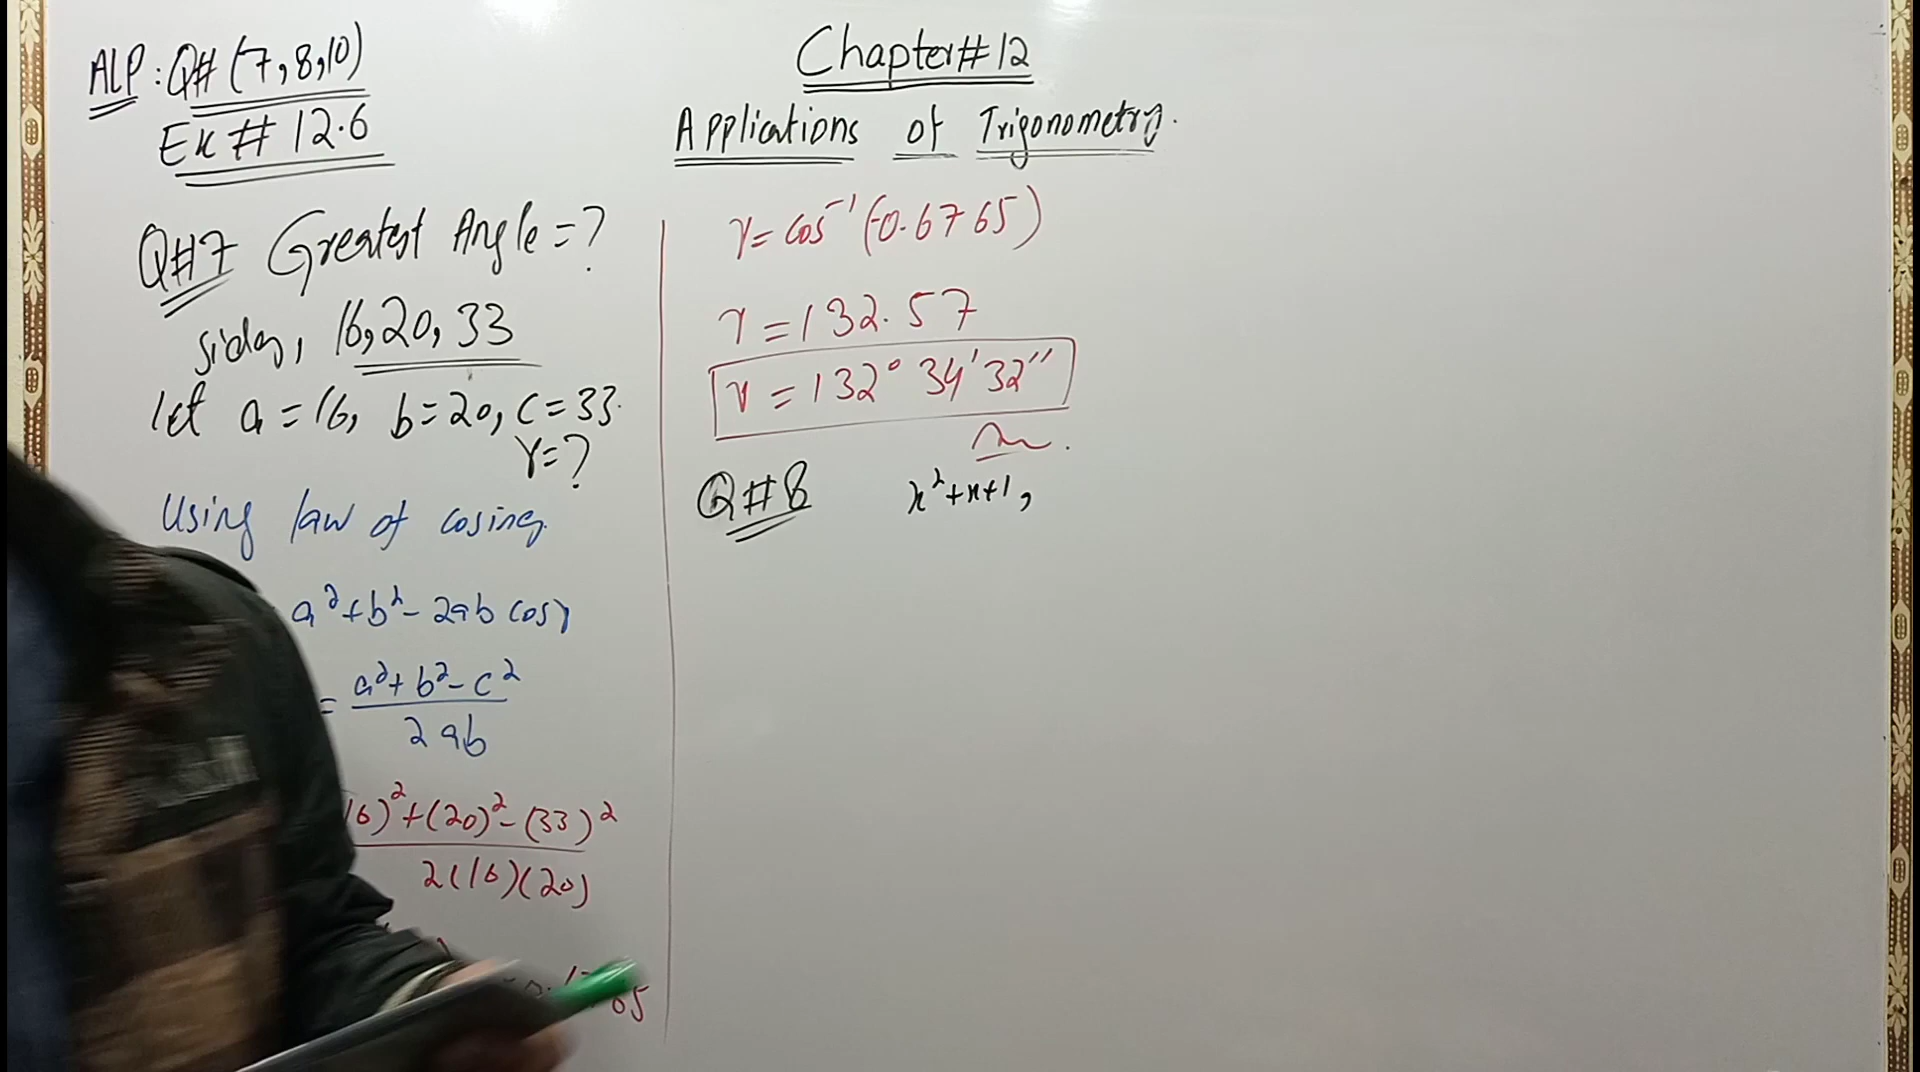 ALP: Q# (7,8,10)
Ex # 12.6
Chapter# 12
Applications of Trigonometry.
Q#7 Greatest Angle = ?
sides, 16, 20, 33
let a = 16, b = 20, c = 33.
γ = ?
Using law of cosines
a² + b² - 2ab cosγ
= a² + b² - c²
2ab
16)² + (20)² - (33)²
2(16)(20)
65
γ = cos⁻¹(-0.6765)
γ = 132.57
γ = 132° 34' 32''
Q#8 x² + x + 1,